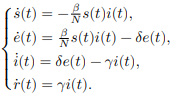 ṡ(t) = −β/N s(t)i(t),
ė(t) = β/N s(t)i(t) − δe(t),
i̇(t) = δe(t) − γi(t),
ṙ(t) = γi(t).